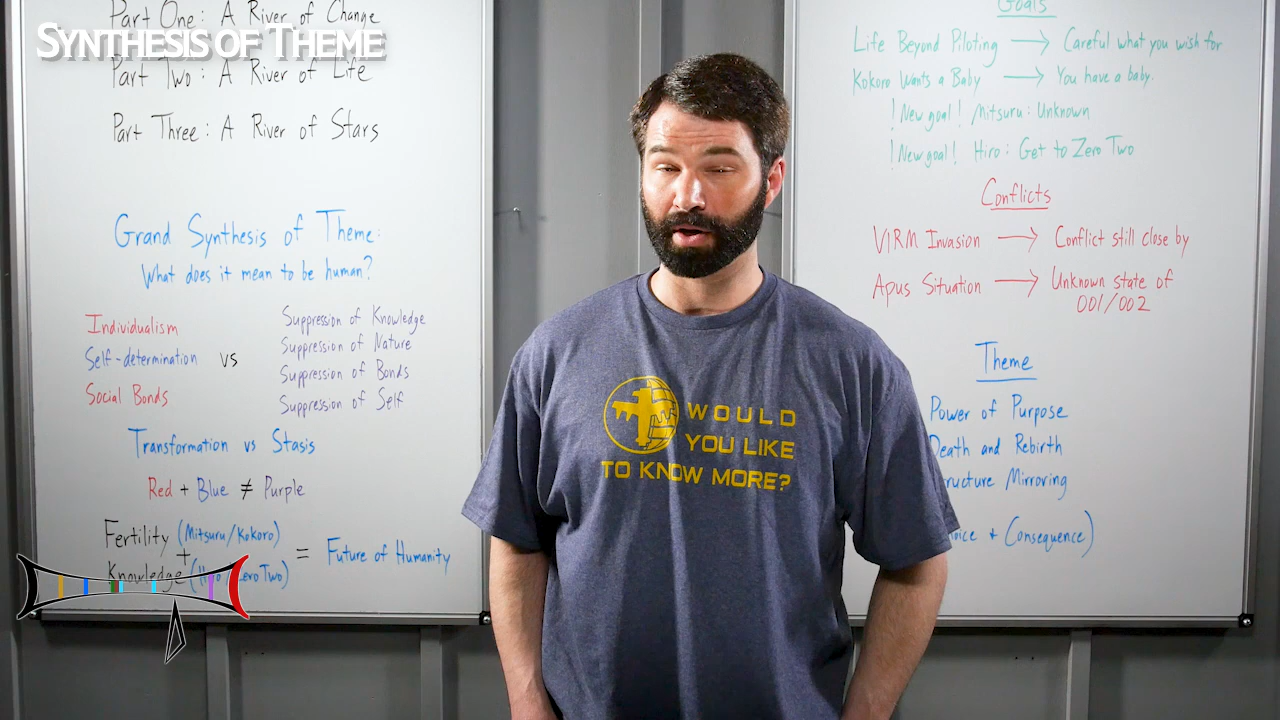 Part One: A River of Change
SYNTHESIS OF THEME
Part Two: A River of Life
Part Three: A River of Stars
Grand Synthesis of Theme:
What does it mean to be human?
Individualism
Self-determination
Social Bonds
vs
Suppression of Knowledge
Suppression of Nature
Suppression of Bonds
Suppression of Self
Transformation vs Stasis
Red + Blue ≠ Purple
Fertility (Mitsuru/Kokoro)
+
Knowledge Zero Two)
= Future of Humanity
WOULD
YOU LIKE
TO KNOW MORE?
Goals
Life Beyond Piloting → Careful what you wish for
Kokoro Wants a Baby → You have a baby.
! New goal! Mitsuru: Unknown
! New goal! Hiro: Get to Zero Two
Conflicts
VIRM Invasion → Conflict still close by
Apus Situation → Unknown state of
001/002
Theme
Power of Purpose
Death and Rebirth
ructure Mirroring
oice + Consequence)